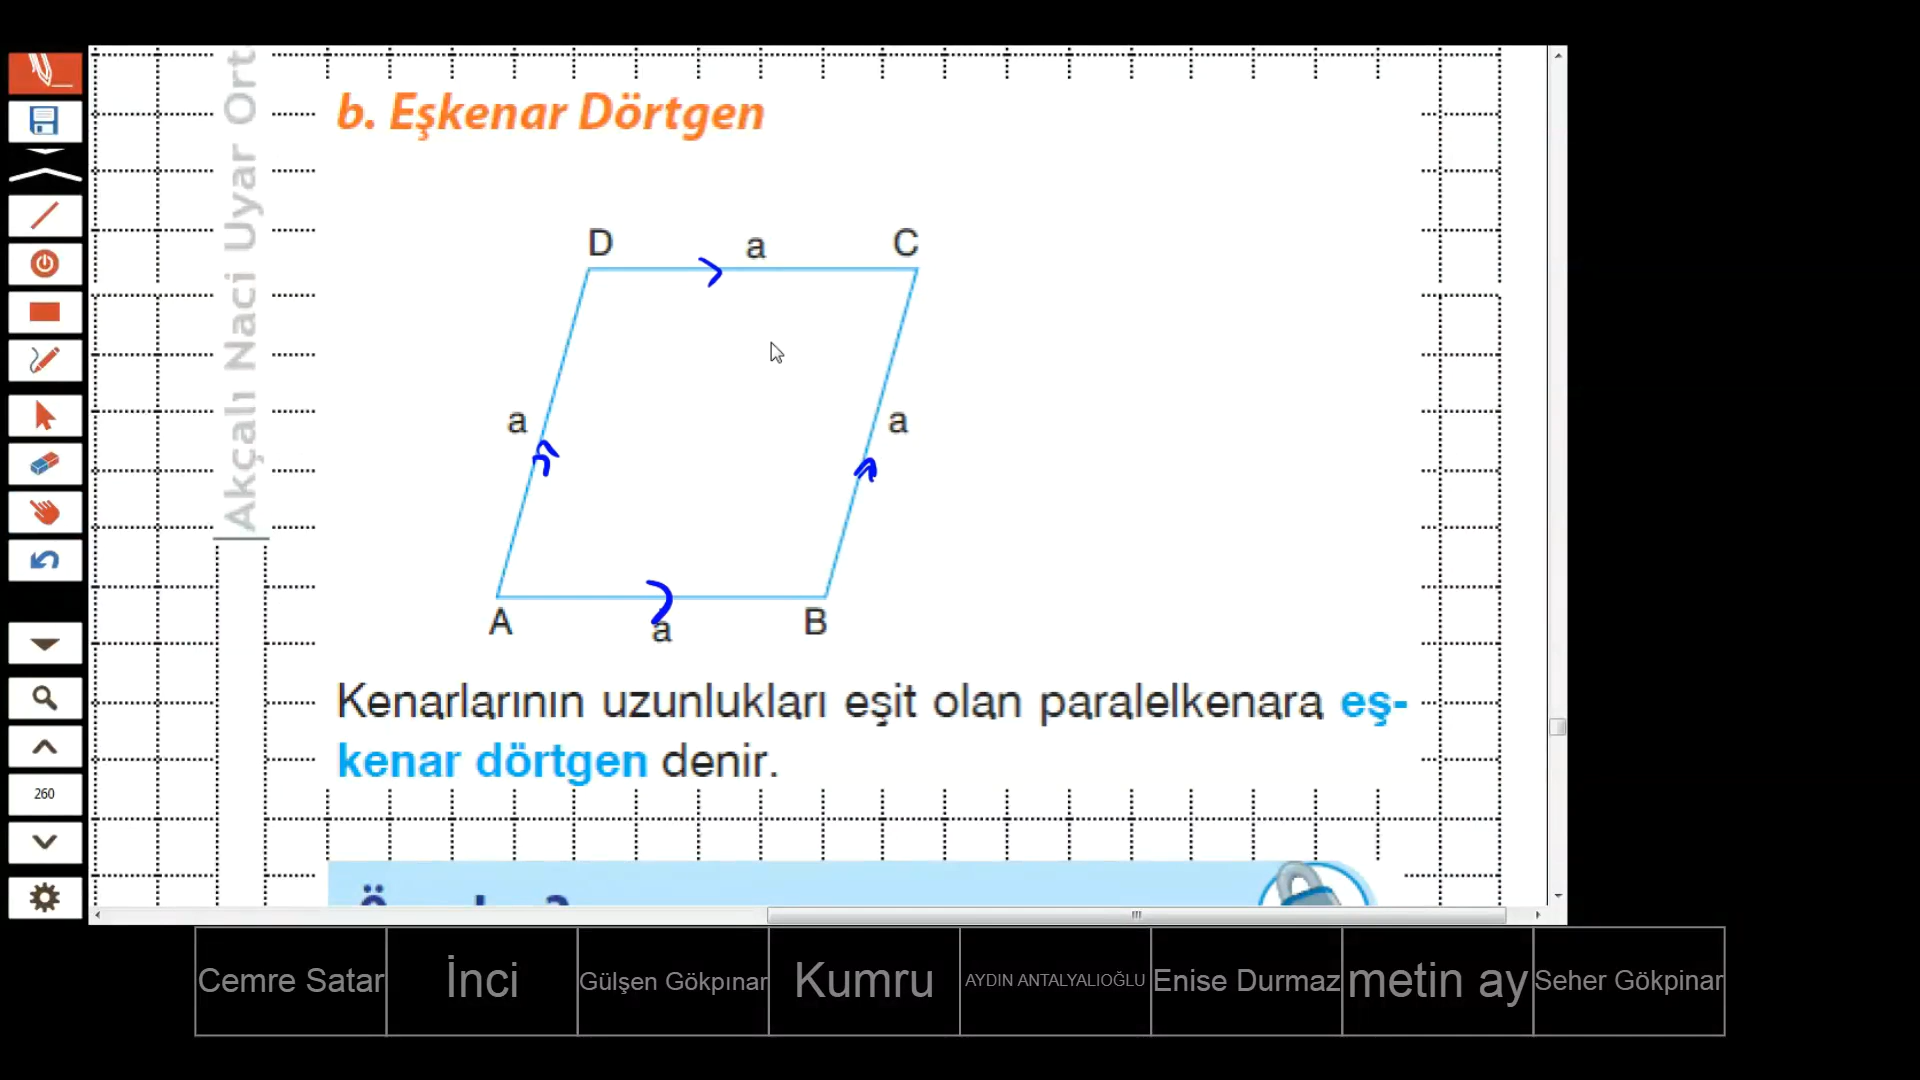 Akçalı Naci Uyar Ort
b. Eşkenar Dörtgen
D a C
a a
A a B
Kenarlarının uzunlukları eşit olan paralelkenara eş-
kenar dörtgen denir.
260
Cemre Satar
İnci
Gülşen Gökpınar
Kumru
AYDIN ANTALYALIOĞLU
Enise Durmaz
metin ay
Seher Gökpinar